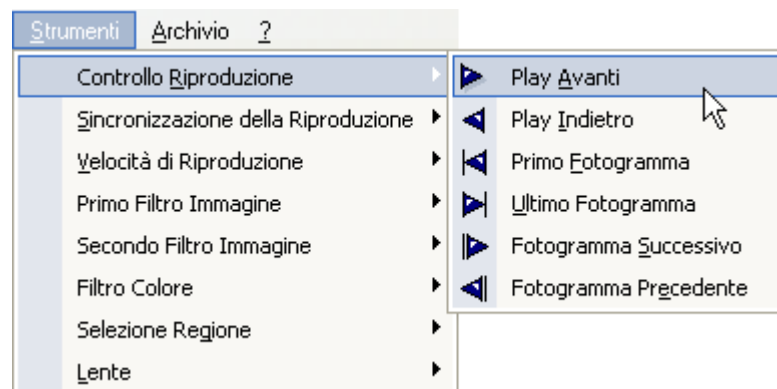 Strumenti Archivio ?
Controllo Riproduzione
Sincronizzazione della Riproduzione
Velocità di Riproduzione
Primo Filtro Immagine
Secondo Filtro Immagine
Filtro Colore
Selezione Regione
Lente
Play Avanti
Play Indietro
Primo Fotogramma
Ultimo Fotogramma
Fotogramma Successivo
Fotogramma Precedente